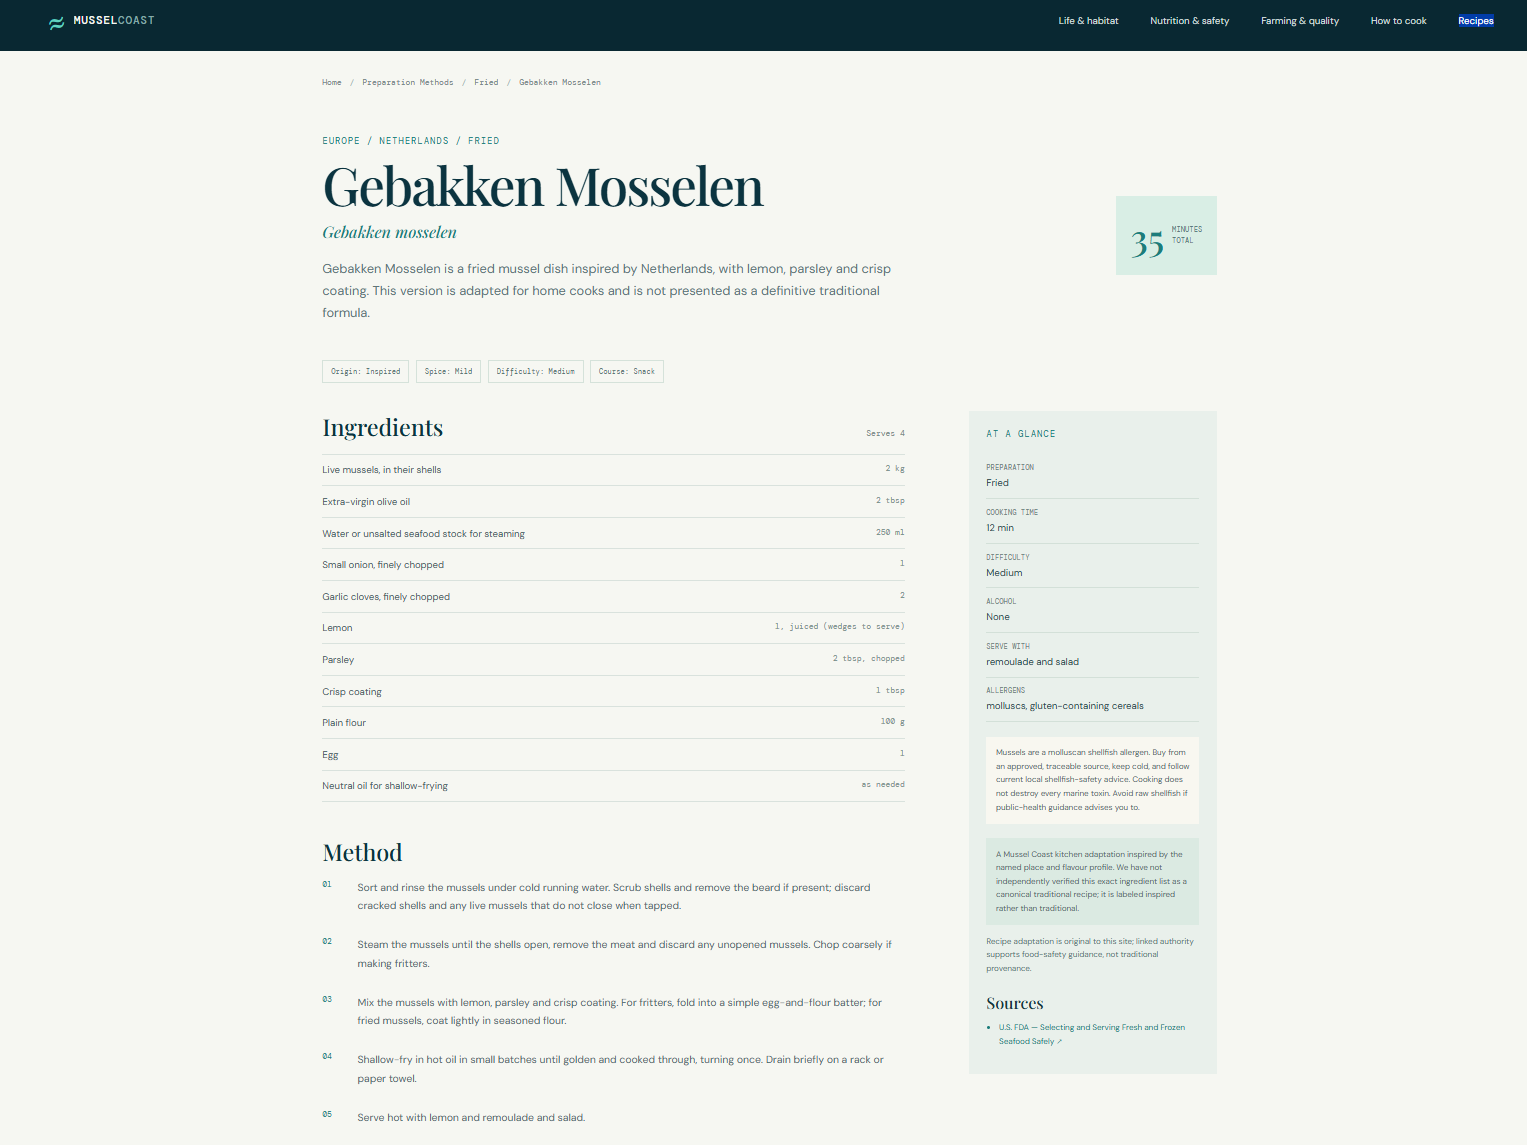 MUSSELCOAST
Life & habitat
Nutrition & safety
Farming & quality
How to cook
Recipes
Home / Preparation Methods / Fried / Gebakken Mosselen
EUROPE / NETHERLANDS / FRIED
Gebakken Mosselen
Gebakken mosselen
Gebakken Mosselen is a fried mussel dish inspired by Netherlands, with lemon, parsley and crisp
coating. This version is adapted for home cooks and is not presented as a definitive traditional
formula.
35 MINUTES
TOTAL
Origin: Inspired
Spice: Mild
Difficulty: Medium
Course: Snack
Ingredients
Serves 4
Live mussels, in their shells 2 kg
Extra-virgin olive oil 2 tbsp
Water or unsalted seafood stock for steaming 250 ml
Small onion, finely chopped 1
Garlic cloves, finely chopped 2
Lemon 1, juiced (wedges to serve)
Parsley 2 tbsp, chopped
Crisp coating 1 tbsp
Plain flour 100 g
Egg 1
Neutral oil for shallow-frying as needed
Method
01 Sort and rinse the mussels under cold running water. Scrub shells and remove the beard if present; discard
cracked shells and any live mussels that do not close when tapped.
02 Steam the mussels until the shells open, remove the meat and discard any unopened mussels. Chop coarsely if
making fritters.
03 Mix the mussels with lemon, parsley and crisp coating. For fritters, fold into a simple egg-and-flour batter; for
fried mussels, coat lightly in seasoned flour.
04 Shallow-fry in hot oil in small batches until golden and cooked through, turning once. Drain briefly on a rack or
paper towel.
05 Serve hot with lemon and remoulade and salad.
AT A GLANCE
PREPARATION
Fried
COOKING TIME
12 min
DIFFICULTY
Medium
ALCOHOL
None
SERVE WITH
remoulade and salad
ALLERGENS
molluscs, gluten-containing cereals
Mussels are a molluscan shellfish allergen. Buy from
an approved, traceable source, keep cold, and follow
current local shellfish-safety advice. Cooking does
not destroy every marine toxin. Avoid raw shellfish if
public-health guidance advises you to.
A Mussel Coast kitchen adaptation inspired by the
named place and flavour profile. We have not
independently verified this exact ingredient list as a
canonical traditional recipe; it is labeled inspired
rather than traditional.
Recipe adaptation is original to this site; linked authority
supports food-safety guidance, not traditional
provenance.
Sources
• U.S. FDA — Selecting and Serving Fresh and Frozen
Seafood Safely ↗